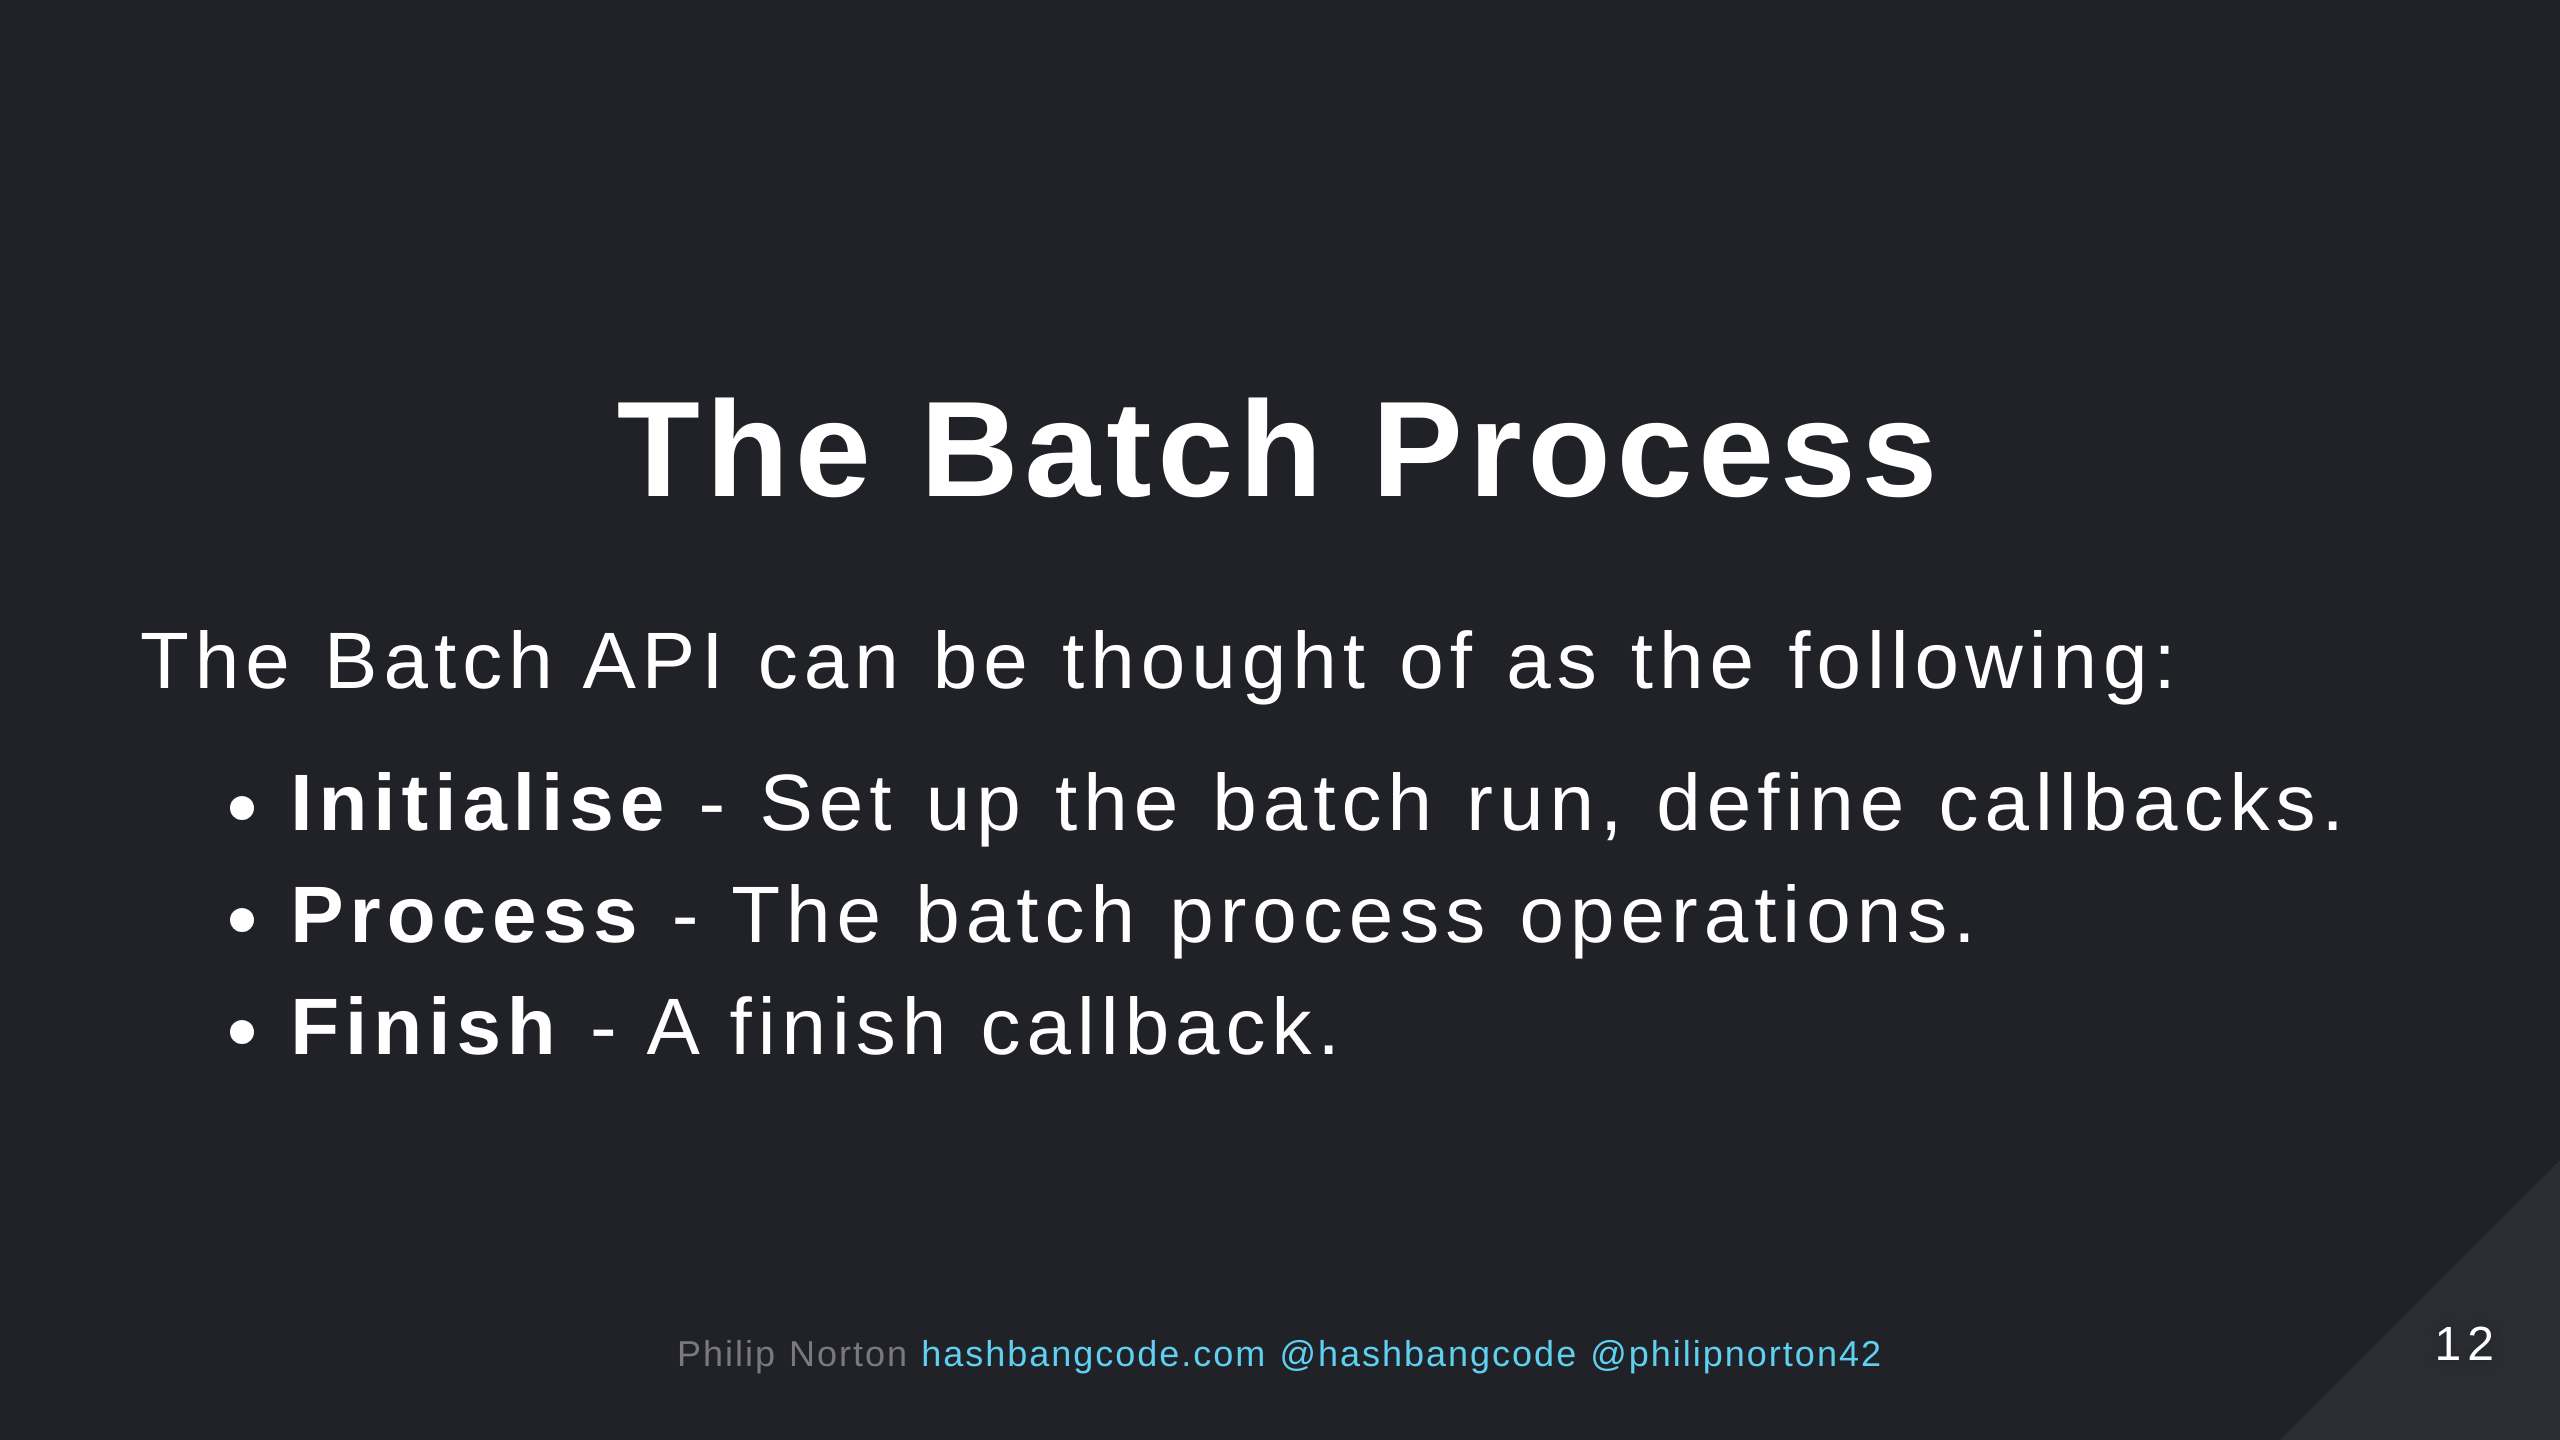 The Batch Process
The Batch API can be thought of as the following:
• Initialise - Set up the batch run, define callbacks.
• Process - The batch process operations.
• Finish - A finish callback.
Philip Norton hashbangcode.com @hashbangcode @philipnorton42
12